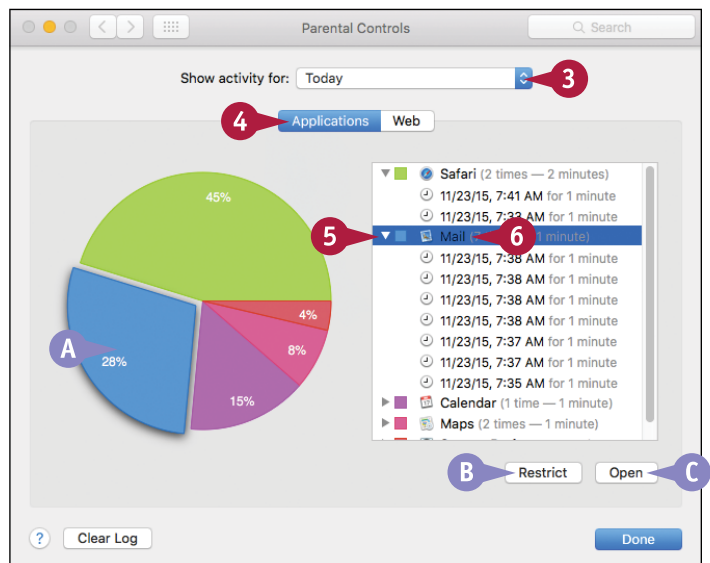 Parental Controls
Search
Show activity for: Today
3
4
Applications Web
45%
28%
15%
8%
4%
A
Safari (2 times — 2 minutes)
11/23/15, 7:41 AM for 1 minute
11/23/15, 7:33 AM for 1 minute
5
Mail
6
1 minute)
11/23/15, 7:38 AM for 1 minute
11/23/15, 7:38 AM for 1 minute
11/23/15, 7:38 AM for 1 minute
11/23/15, 7:38 AM for 1 minute
11/23/15, 7:37 AM for 1 minute
11/23/15, 7:37 AM for 1 minute
11/23/15, 7:35 AM for 1 minute
Calendar (1 time — 1 minute)
Maps (2 times — 1 minute)
B
Restrict
Open
C
?
Clear Log
Done